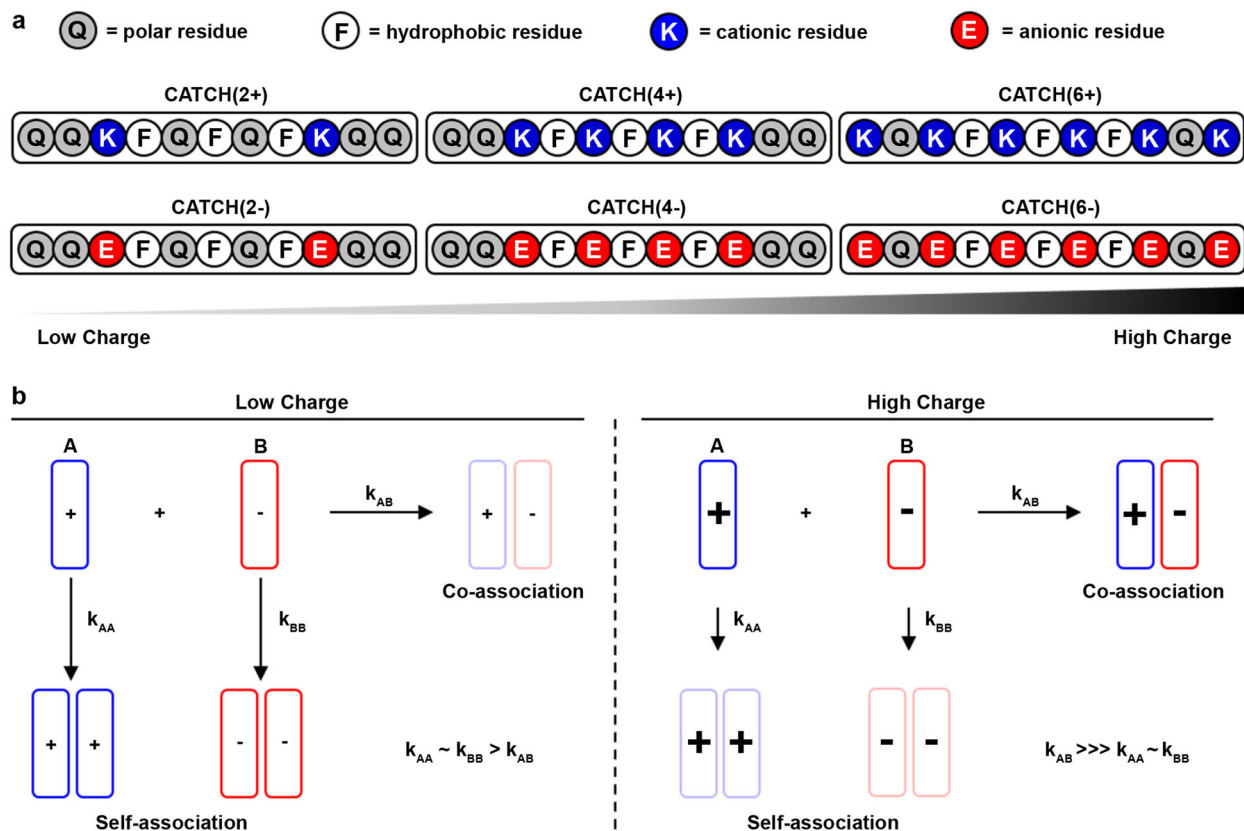 a
Q = polar residue F = hydrophobic residue K = cationic residue E = anionic residue
CATCH(2+) CATCH(4+) CATCH(6+)
Q Q K F Q F Q F K Q Q Q Q K F K F K F K Q Q K Q K F K F K F K Q K
CATCH(2-) CATCH(4-) CATCH(6-)
Q Q E F Q F Q F E Q Q Q Q E F E F E F E Q Q E Q E F E F E F E Q E
Low Charge High Charge
b
Low Charge High Charge
A B A B
+ + - kAB + - + + - kAB + -
Co-association Co-association
kAA kBB kAA kBB
+ + - - kAA ~ kBB > kAB + + - - kAB >>> kAA ~ kBB
Self-association Self-association